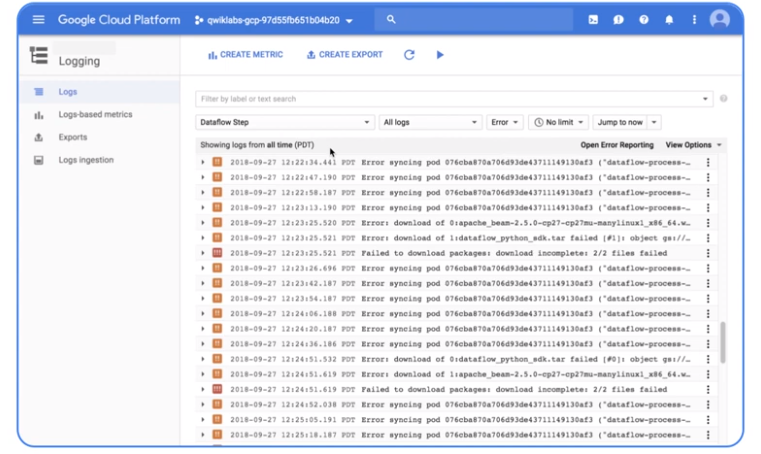 Google Cloud Platform qwiklabs-gcp-97d55fb651b04b20
Logging
CREATE METRIC CREATE EXPORT
Logs
Logs-based metrics
Exports
Logs ingestion
Filter by label or text search
Dataflow Step All logs Error No limit Jump to now
Showing logs from all time (PDT) Open Error Reporting View Options
2018-09-27 12:22:34.441 PDT Error syncing pod 076cba870a706d93de43711149130af3 ("dataflow-process-…
2018-09-27 12:22:47.190 PDT Error syncing pod 076cba870a706d93de43711149130af3 ("dataflow-process-…
2018-09-27 12:22:58.187 PDT Error syncing pod 076cba870a706d93de43711149130af3 ("dataflow-process-…
2018-09-27 12:23:13.190 PDT Error syncing pod 076cba870a706d93de43711149130af3 ("dataflow-process-…
2018-09-27 12:23:25.520 PDT Error: download of 0:apache_beam-2.5.0-cp27-cp27mu-manylinux1_x86_64.w…
2018-09-27 12:23:25.521 PDT Error: download of 1:dataflow_python_sdk.tar failed [#1]: object gs://…
2018-09-27 12:23:25.521 PDT Failed to download packages: download incomplete: 2/2 files failed
2018-09-27 12:23:26.696 PDT Error syncing pod 076cba870a706d93de43711149130af3 ("dataflow-process-…
2018-09-27 12:23:42.187 PDT Error syncing pod 076cba870a706d93de43711149130af3 ("dataflow-process-…
2018-09-27 12:23:54.187 PDT Error syncing pod 076cba870a706d93de43711149130af3 ("dataflow-process-…
2018-09-27 12:24:06.188 PDT Error syncing pod 076cba870a706d93de43711149130af3 ("dataflow-process-…
2018-09-27 12:24:20.187 PDT Error syncing pod 076cba870a706d93de43711149130af3 ("dataflow-process-…
2018-09-27 12:24:36.186 PDT Error syncing pod 076cba870a706d93de43711149130af3 ("dataflow-process-…
2018-09-27 12:24:51.532 PDT Error: download of 0:dataflow_python_sdk.tar failed [#0]: object gs://…
2018-09-27 12:24:51.619 PDT Error: download of 1:apache_beam-2.5.0-cp27-cp27mu-manylinux1_x86_64.w…
2018-09-27 12:24:51.619 PDT Failed to download packages: download incomplete: 2/2 files failed
2018-09-27 12:24:52.038 PDT Error syncing pod 076cba870a706d93de43711149130af3 ("dataflow-process-…
2018-09-27 12:25:05.191 PDT Error syncing pod 076cba870a706d93de43711149130af3 ("dataflow-process-…
2018-09-27 12:25:18.187 PDT Error syncing pod 076cba870a706d93de43711149130af3 ("dataflow-process-…